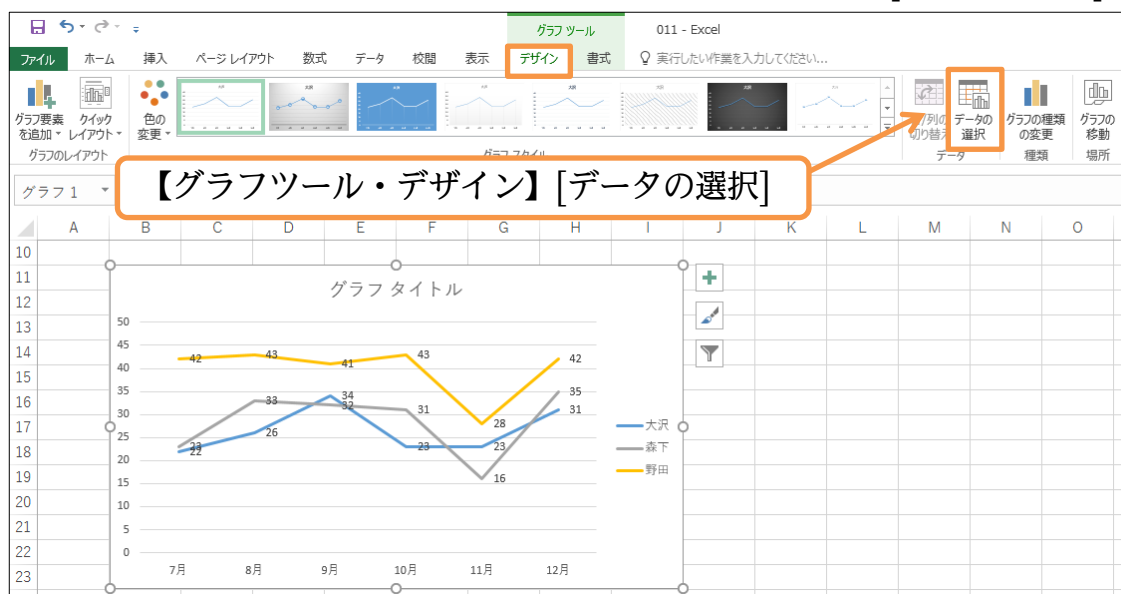 グラフ ツール 011 - Excel
ファイル ホーム 挿入 ページ レイアウト 数式 データ 校閲 表示 デザイン 書式 実行したい作業を入力してください...
グラフ要素を追加 クイックレイアウト 色の変更 切り替え データの選択 グラフの種類の変更 グラフの移動
グラフのレイアウト グラフ スタイル データ 種類 場所
【グラフツール・デザイン】[データの選択]
グラフ 1
A B C D E F G H I J K L M N O
10
11
12
13
14
15
16
17
18
19
20
21
22
23
グラフ タイトル
50
45
40
35
30
25
20
15
10
5
0
42 43 41 43 28 42
23 33 32 31 16 35
22 26 34 23 23 31
7月 8月 9月 10月 11月 12月
大沢
森下
野田